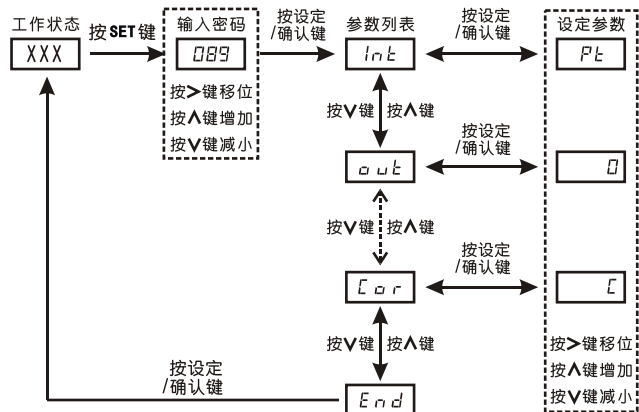 工作状态
XXX
按SET键
输入密码
089
按>键移位
按∧键增加
按∨键减小
按设定
/确认键
参数列表
Int
按设定
/确认键
设定参数
Pt
按∨键 按∧键
out
按设定
/确认键
0
按∨键 按∧键
Cor
按设定
/确认键
C
按>键移位
按∧键增加
按∨键减小
按∨键 按∧键
End
按设定
/确认键